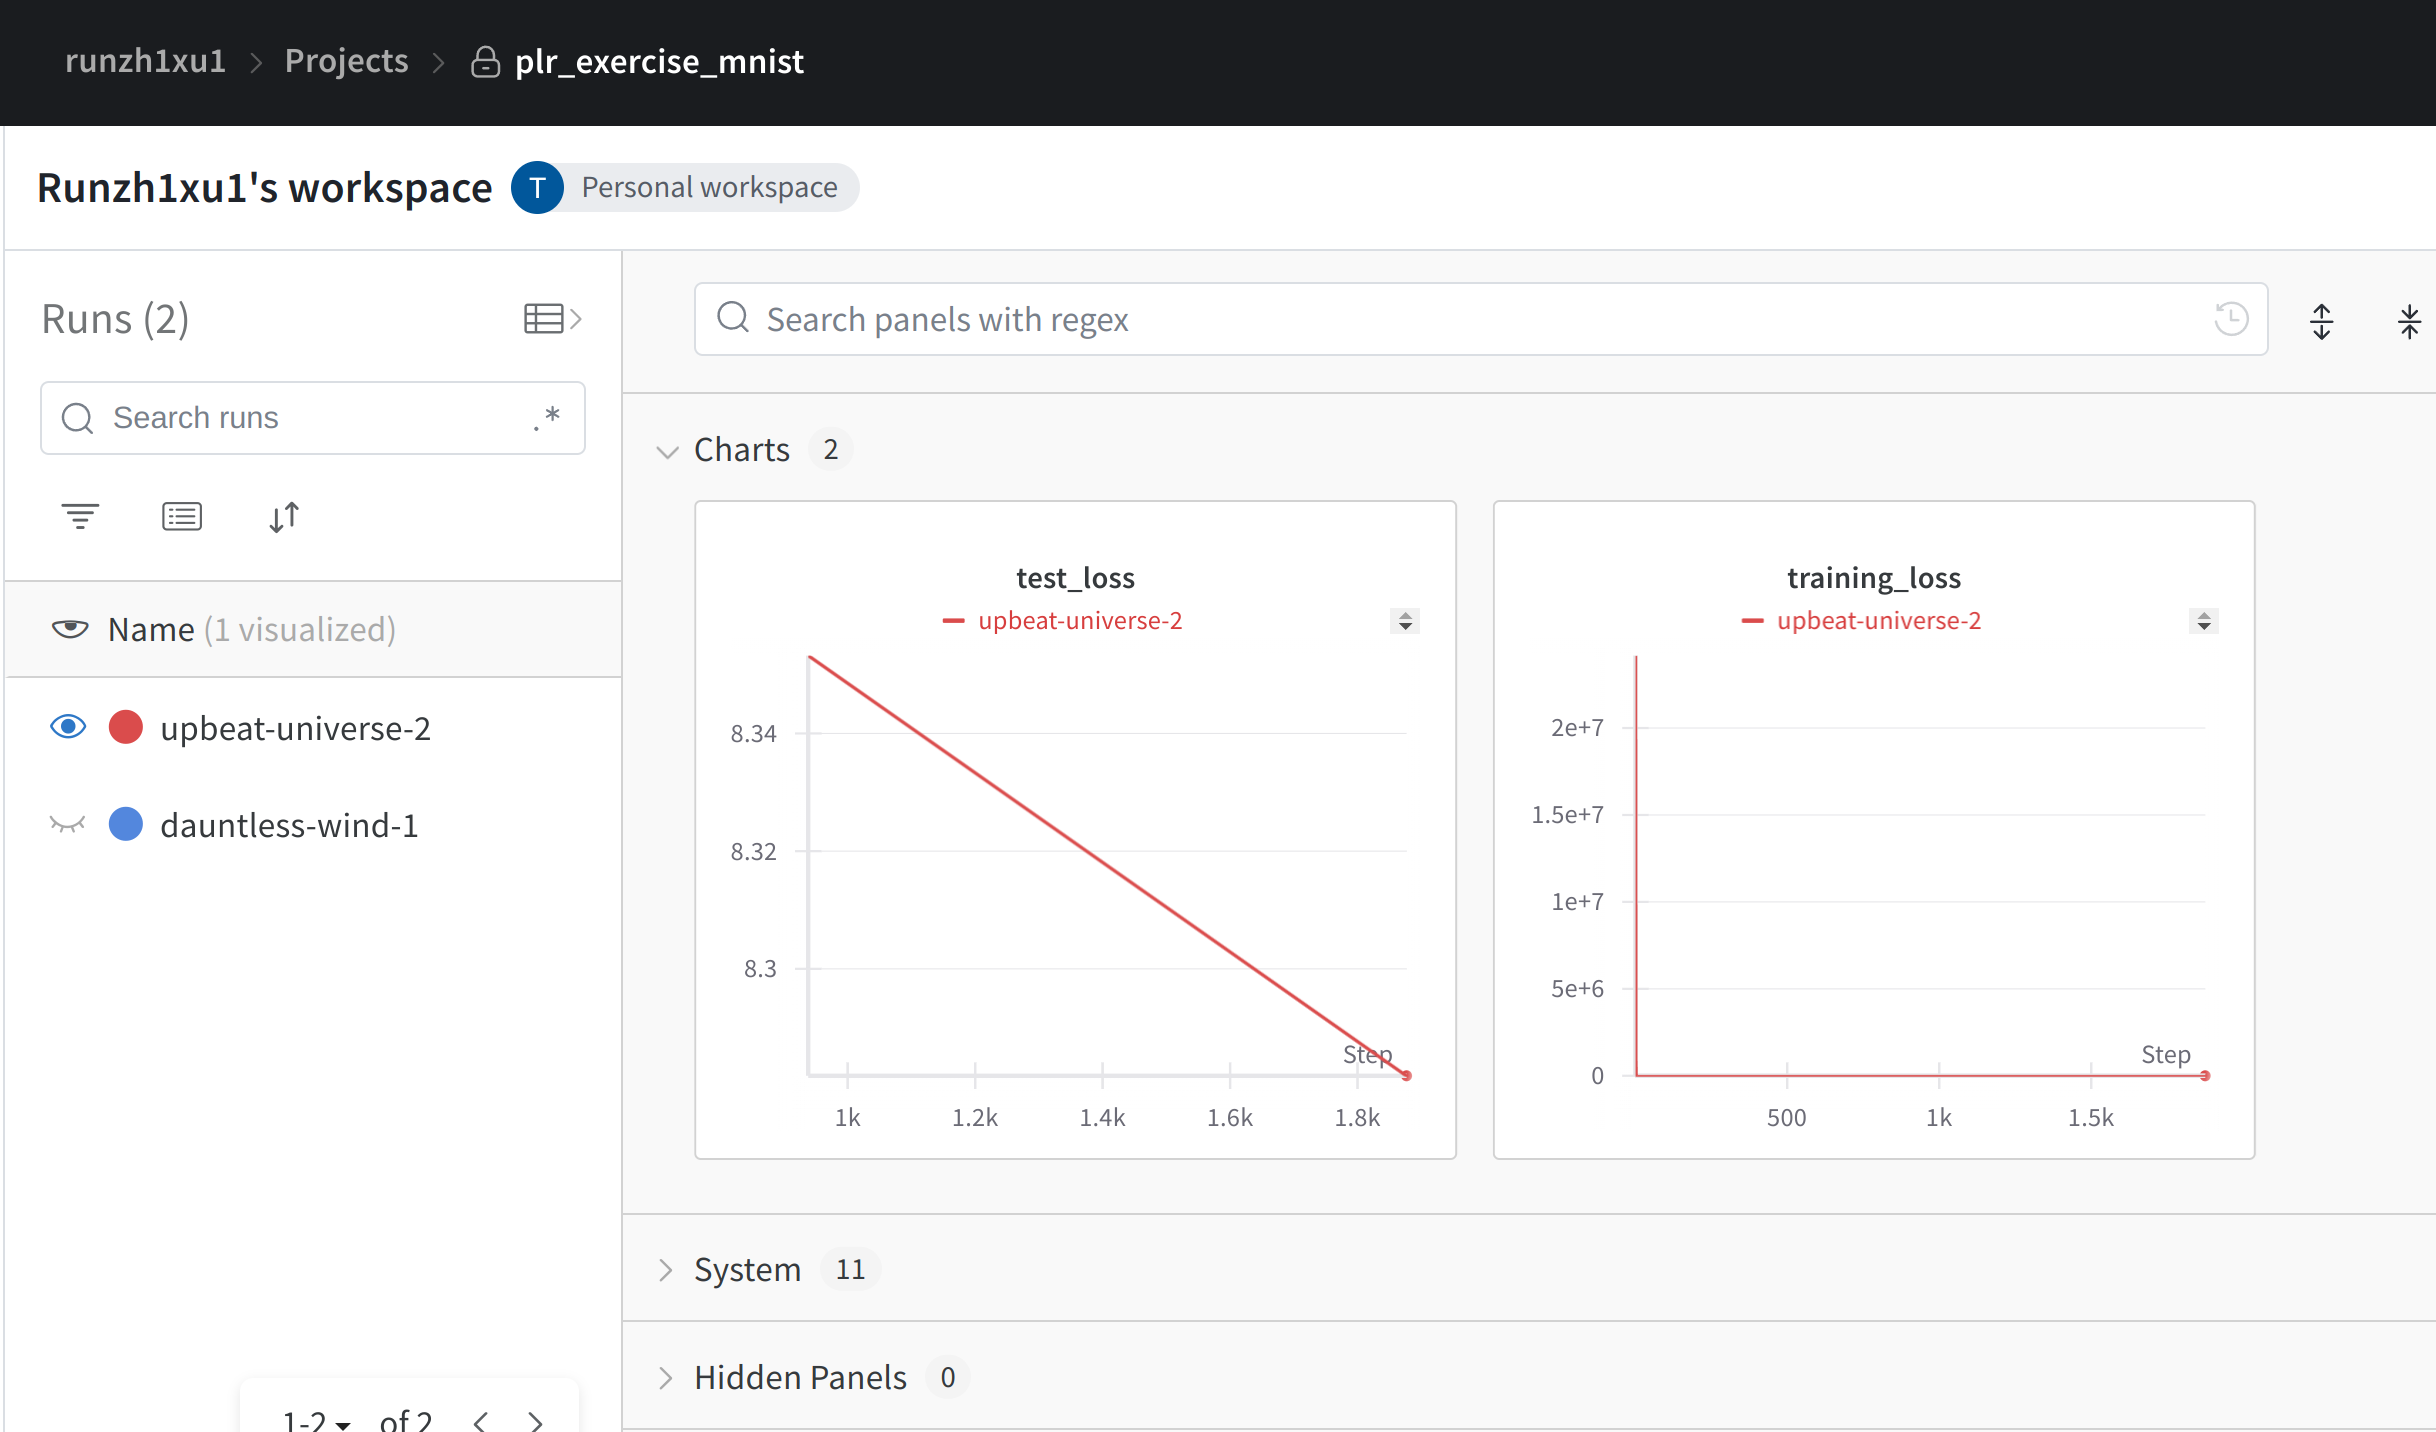 runzh1xu1 > Projects > plr_exercise_mnist
Runzh1xu1's workspace T Personal workspace
Runs (2)
Search runs .*
Name (1 visualized)
upbeat-universe-2
dauntless-wind-1
1-2 of 2
Search panels with regex
Charts 2
test_loss
upbeat-universe-2
8.34
8.32
8.3
Step
1k 1.2k 1.4k 1.6k 1.8k
training_loss
upbeat-universe-2
2e+7
1.5e+7
1e+7
5e+6
0
Step
500 1k 1.5k
System 11
Hidden Panels 0